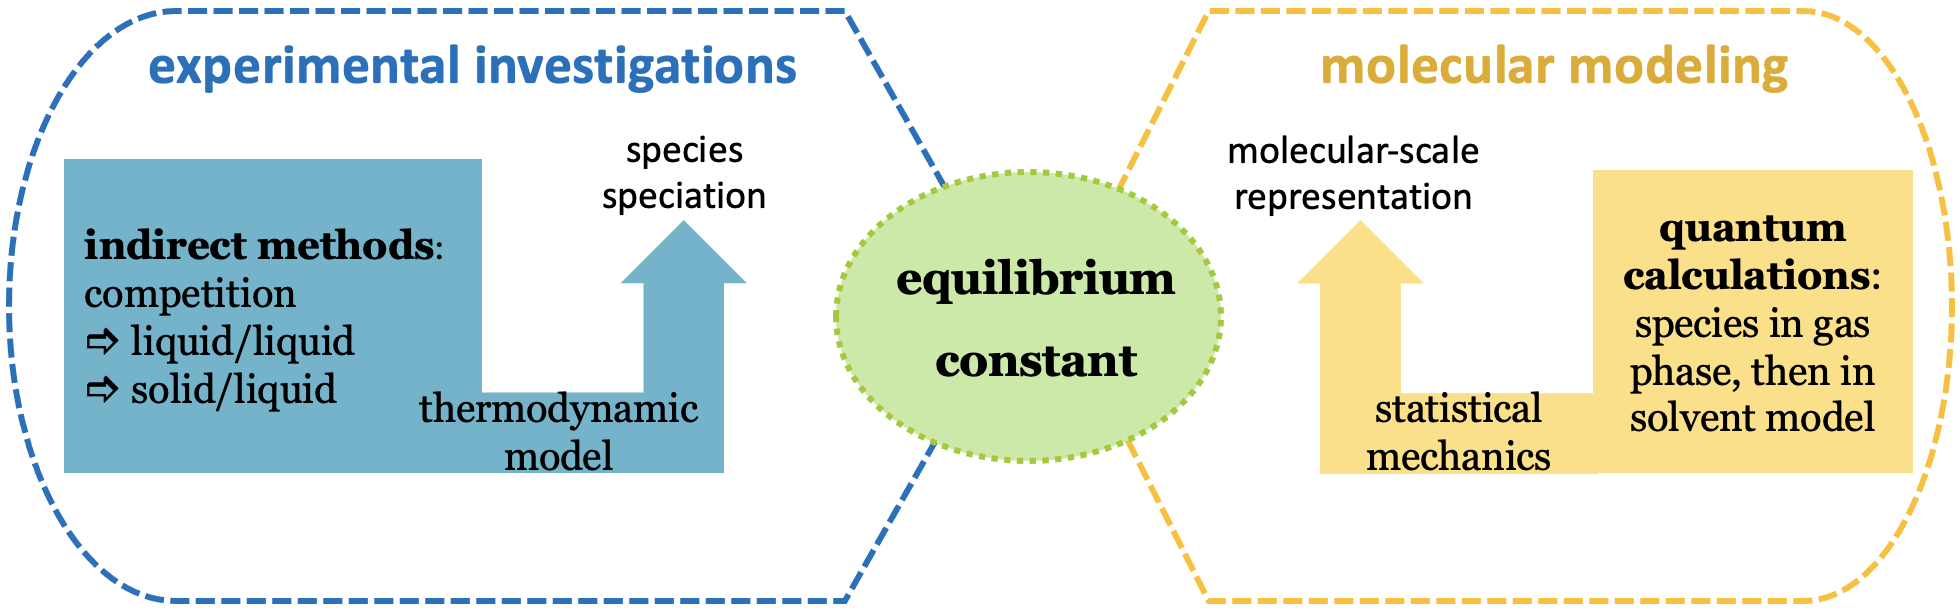 experimental investigations
species
speciation
indirect methods:
competition
⇨ liquid/liquid
⇨ solid/liquid
thermodynamic
model
equilibrium
constant
molecular modeling
molecular-scale
representation
quantum
calculations:
species in gas
phase, then in
solvent model
statistical
mechanics